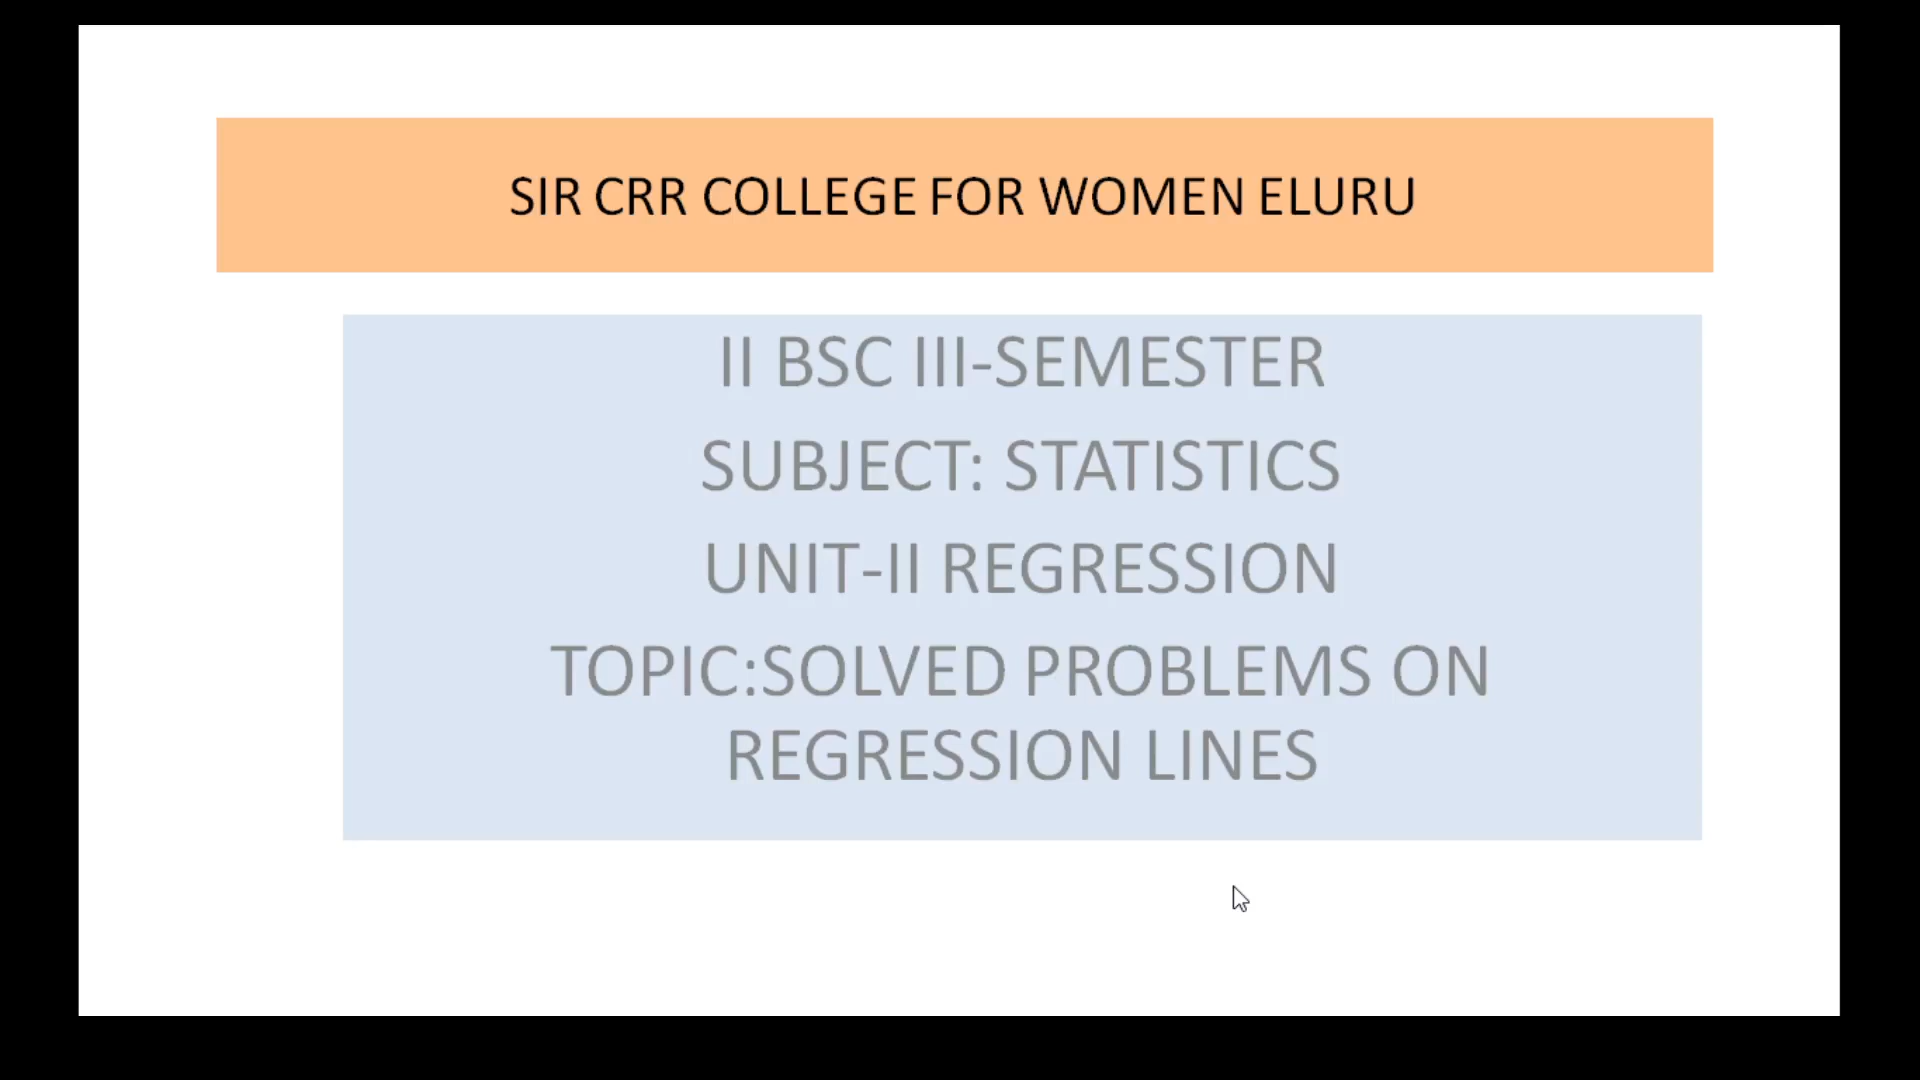 SIR CRR COLLEGE FOR WOMEN ELURU
II BSC III-SEMESTER
SUBJECT: STATISTICS
UNIT-II REGRESSION
TOPIC:SOLVED PROBLEMS ON
REGRESSION LINES